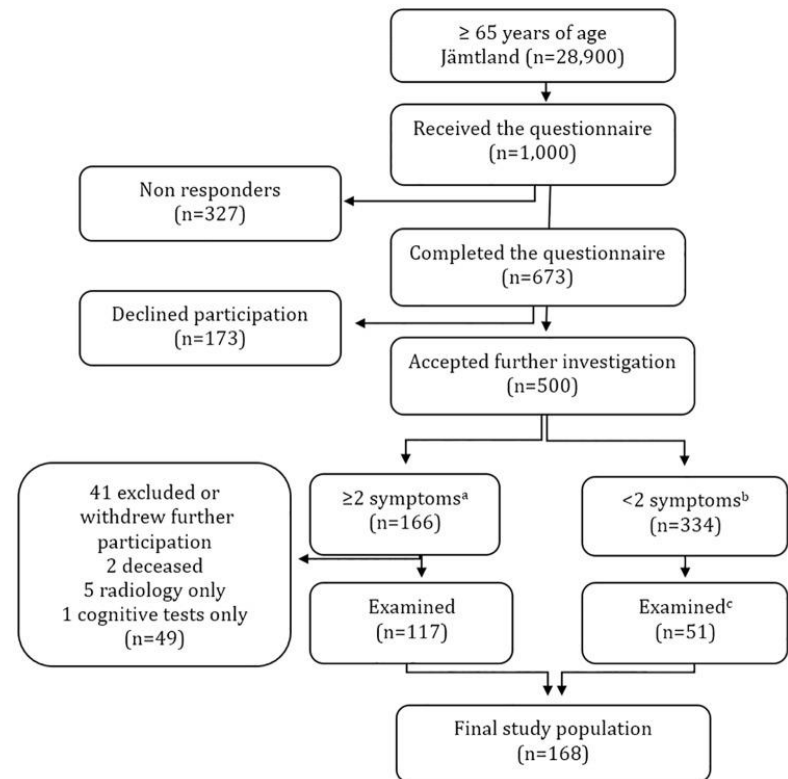 ≥ 65 years of age
Jämtland (n=28,900)
Received the questionnaire
(n=1,000)
Non responders
(n=327)
Completed the questionnaire
(n=673)
Declined participation
(n=173)
Accepted further investigation
(n=500)
41 excluded or
withdrew further
participation
2 deceased
5 radiology only
1 cognitive tests only
(n=49)
≥2 symptomsᵃ
(n=166)
<2 symptomsᵇ
(n=334)
Examined
(n=117)
Examinedᶜ
(n=51)
Final study population
(n=168)